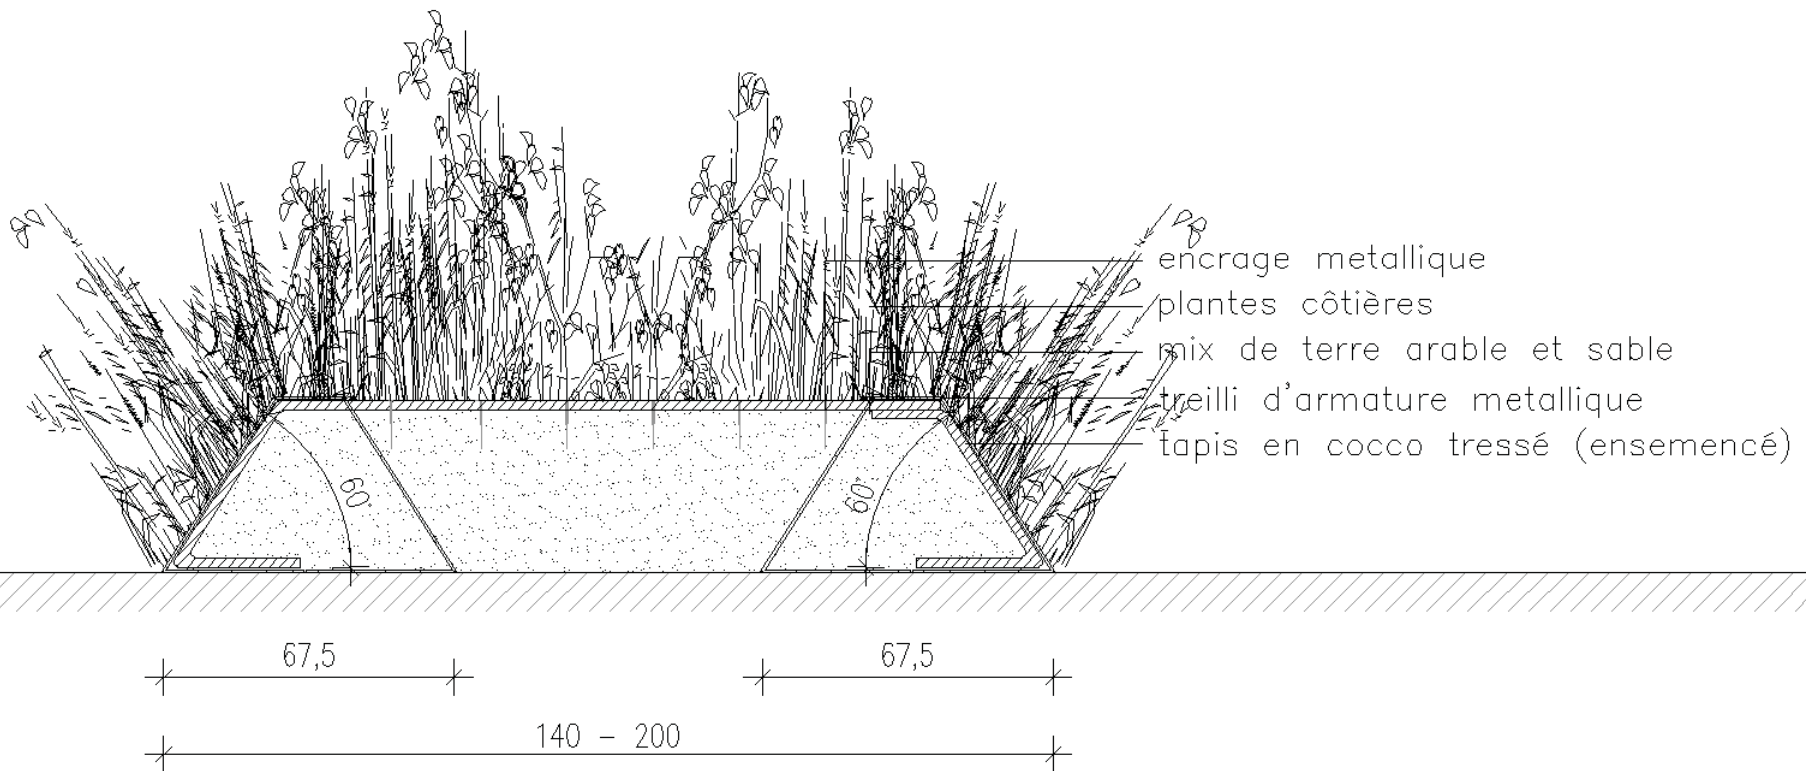 encrage metallique
plantes côtières
mix de terre arable et sable
treilli d'armature metallique
tapis en cocco tressé (ensemencé)
60°
60°
67,5
67,5
140 – 200